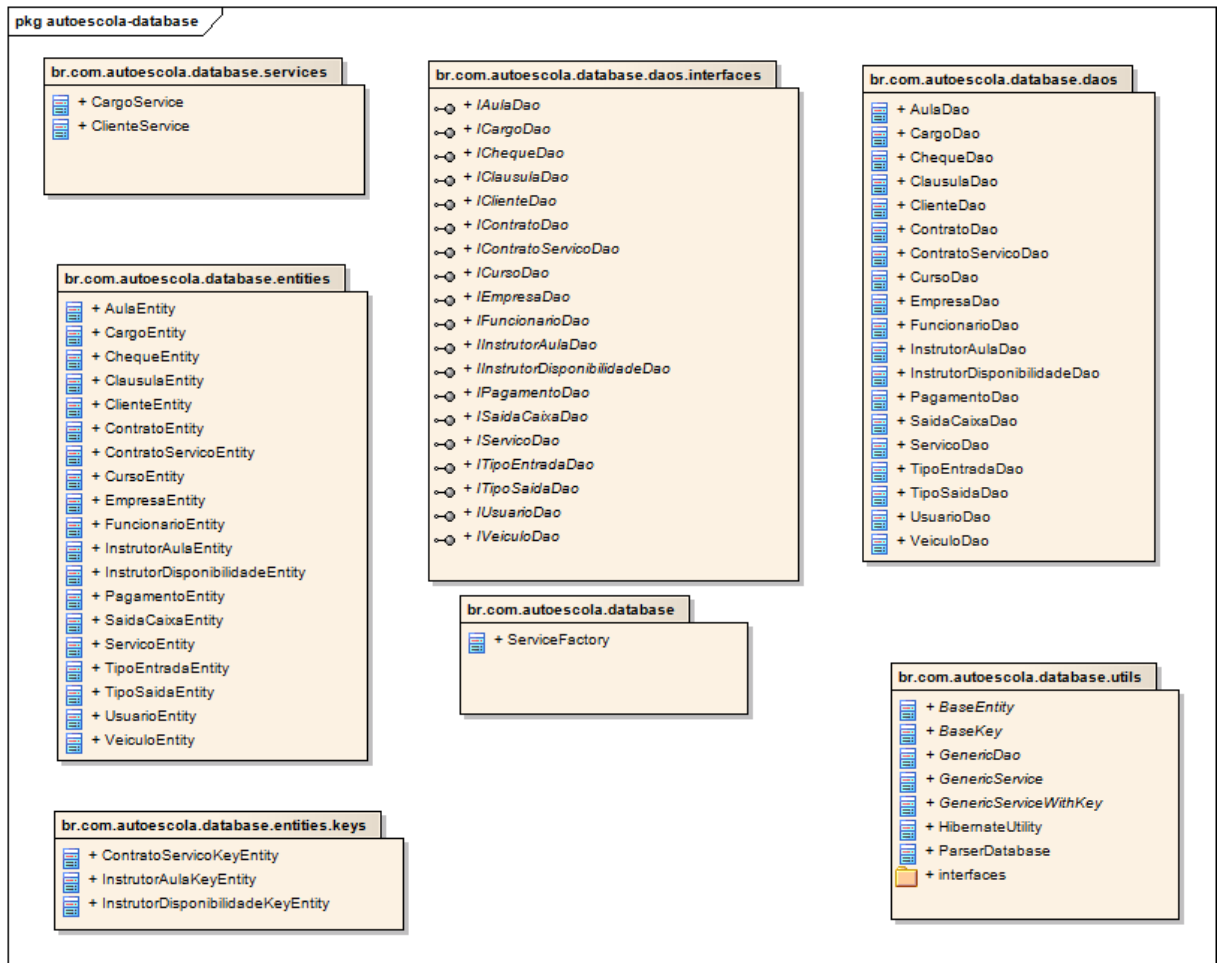 pkg autoescola-database
br.com.autoescola.database.services
+ CargoService
+ ClienteService
br.com.autoescola.database.daos.interfaces
+ IAulaDao
+ ICargoDao
+ IChequeDao
+ IClausulaDao
+ IClienteDao
+ IContratoDao
+ IContratoServicoDao
+ ICursoDao
+ IEmpresaDao
+ IFuncionarioDao
+ IInstrutorAulaDao
+ IInstrutorDisponibilidadeDao
+ IPagamentoDao
+ ISaidaCaixaDao
+ IServicoDao
+ ITipoEntradaDao
+ ITipoSaidaDao
+ IUsuarioDao
+ IVeiculoDao
br.com.autoescola.database.daos
+ AulaDao
+ CargoDao
+ ChequeDao
+ ClausulaDao
+ ClienteDao
+ ContratoDao
+ ContratoServicoDao
+ CursoDao
+ EmpresaDao
+ FuncionarioDao
+ InstrutorAulaDao
+ InstrutorDisponibilidadeDao
+ PagamentoDao
+ SaidaCaixaDao
+ ServicoDao
+ TipoEntradaDao
+ TipoSaidaDao
+ UsuarioDao
+ VeiculoDao
br.com.autoescola.database.entities
+ AulaEntity
+ CargoEntity
+ ChequeEntity
+ ClausulaEntity
+ ClienteEntity
+ ContratoEntity
+ ContratoServicoEntity
+ CursoEntity
+ EmpresaEntity
+ FuncionarioEntity
+ InstrutorAulaEntity
+ InstrutorDisponibilidadeEntity
+ PagamentoEntity
+ SaidaCaixaEntity
+ ServicoEntity
+ TipoEntradaEntity
+ TipoSaidaEntity
+ UsuarioEntity
+ VeiculoEntity
br.com.autoescola.database
+ ServiceFactory
br.com.autoescola.database.utils
+ BaseEntity
+ BaseKey
+ GenericDao
+ GenericService
+ GenericServiceWithKey
+ HibernateUtility
+ ParserDatabase
+ interfaces
br.com.autoescola.database.entities.keys
+ ContratoServicoKeyEntity
+ InstrutorAulaKeyEntity
+ InstrutorDisponibilidadeKeyEntity